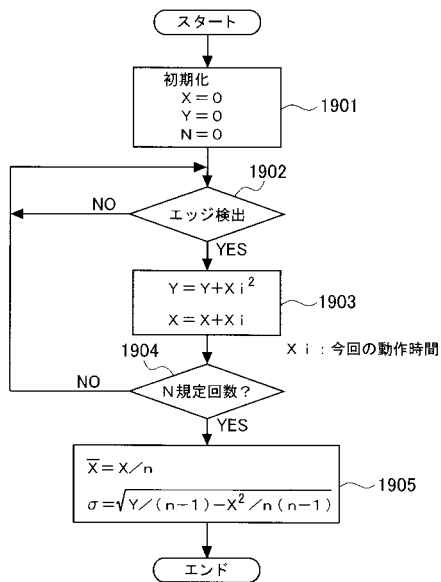 スタート
初期化
X=0
Y=0
N=0
1901
1902
エッジ検出
NO
YES
Y=Y+Xi²
X=X+Xi
1903
Xi:今回の動作時間
1904
N規定回数?
NO
YES
X̅=X/n
σ=√Y/(n-1)-X²/n(n-1)
1905
エンド